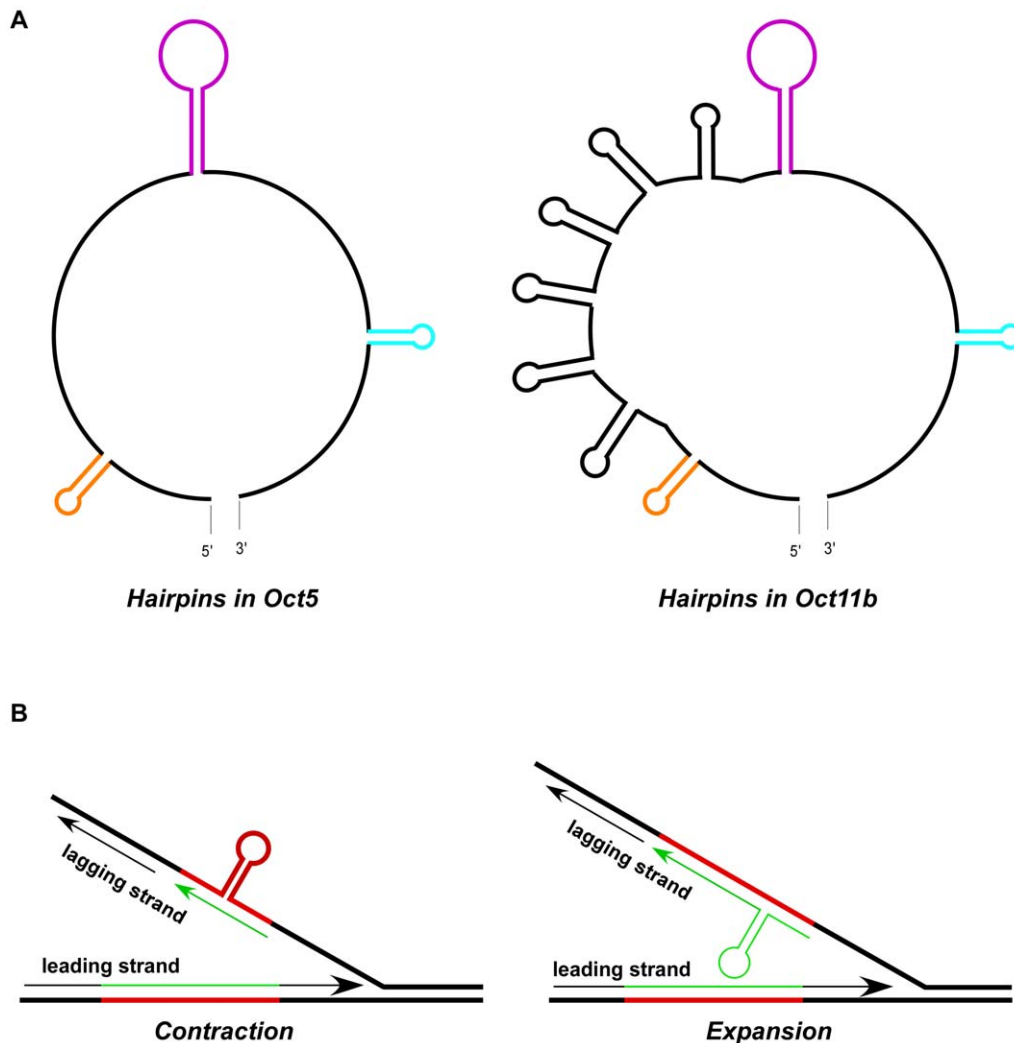 A
5'
3'
5'
3'
Hairpins in Oct5
Hairpins in Oct11b
B
lagging strand
leading strand
lagging strand
leading strand
Contraction
Expansion